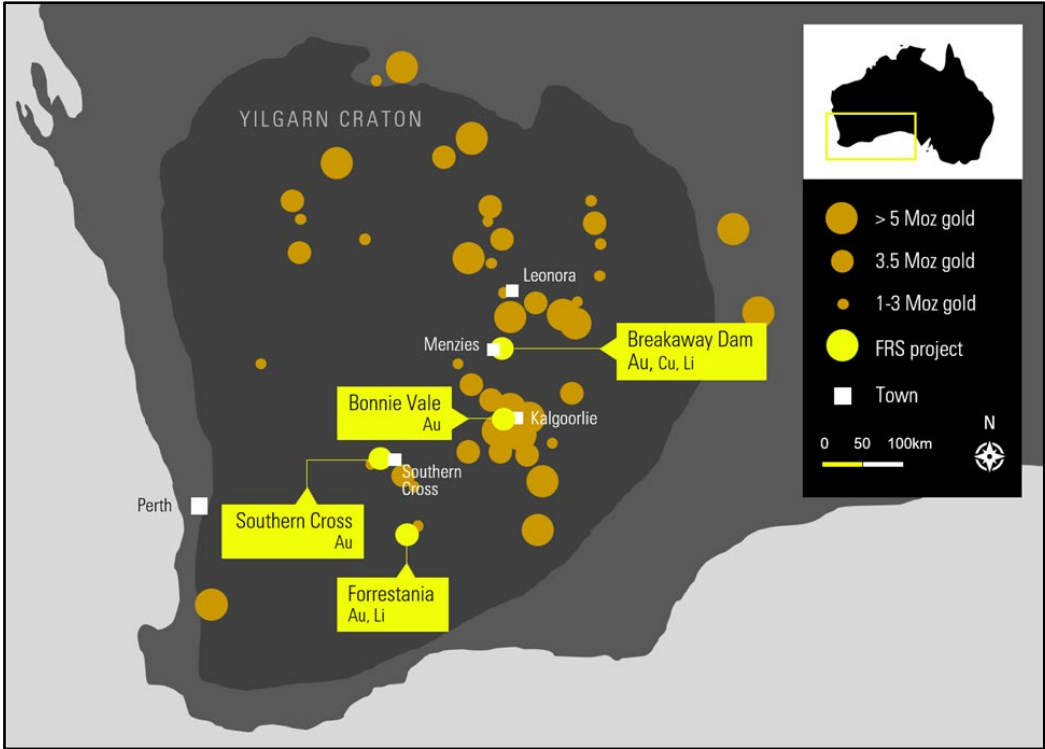 YILGARN CRATON
Leonora
Menzies
Breakaway Dam
Au, Cu, Li
Bonnie Vale
Au
Kalgoorlie
Southern
Cross
Perth
Southern Cross
Au
Forrestania
Au, Li
> 5 Moz gold
3.5 Moz gold
1-3 Moz gold
FRS project
Town
N
0 50 100km